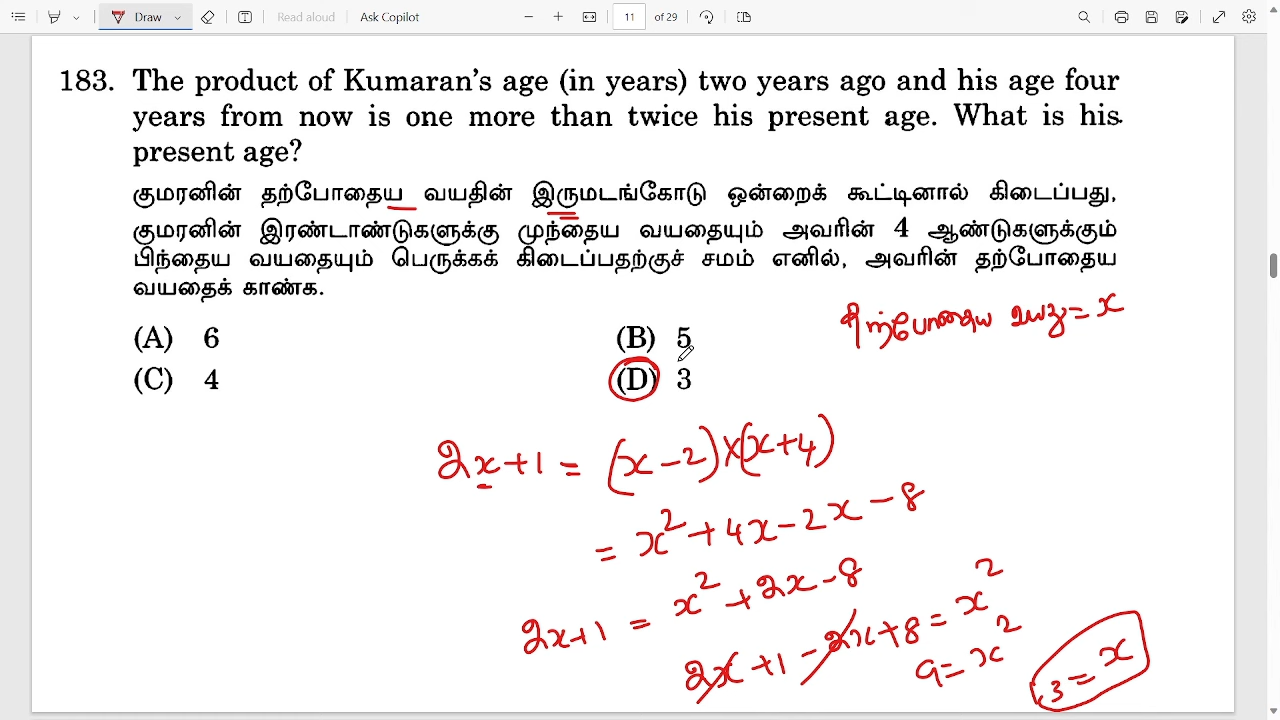 Draw
Read aloud
Ask Copilot
11 of 29
183. The product of Kumaran's age (in years) two years ago and his age four
years from now is one more than twice his present age. What is his
present age?
குமரனின் தற்போதைய வயதின் இருமடங்கோடு ஒன்றைக் கூட்டினால் கிடைப்பது,
குமரனின் இரண்டாண்டுகளுக்கு முந்தைய வயதையும் அவரின் 4 ஆண்டுகளுக்கும்
பிந்தைய வயதையும் பெருக்கக் கிடைப்பதற்குச் சமம் எனில், அவரின் தற்போதைய
வயதைக் காண்க.
தற்போதைய வயது = x
(A) 6 (B) 5
(C) 4 (D) 3
2x+1 = (x-2)×(x+4)
= x²+4x-2x-8
2x+1 = x²+2x-8
2x+1-2x+8=x²
9=x²
3=x